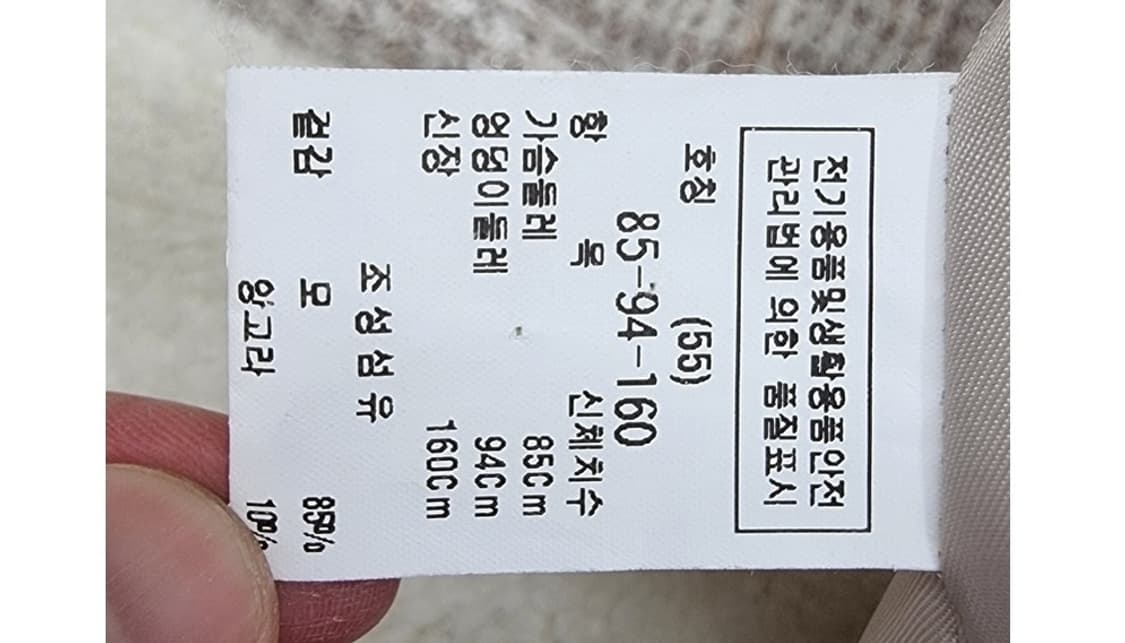 전기용품및생활용품안전
관리법에 의한 품질표시
호칭 (55)
85-94-160
항 목 신체치수
가슴둘레 85Cm
엉덩이둘레 94Cm
신장 160Cm
조성섬유
겉감 모 85%
앙고라 10%